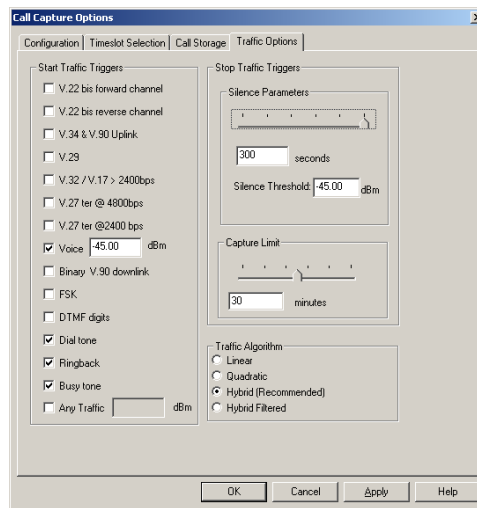 Call Capture Options
Configuration Timeslot Selection Call Storage Traffic Options
Start Traffic Triggers
V.22 bis forward channel
V.22 bis reverse channel
V.34 & V.90 Uplink
V.29
V.32 / V.17 > 2400bps
V.27 ter @ 4800bps
V.27 ter @2400 bps
Voice -45.00 dBm
Binary V.90 downlink
FSK
DTMF digits
Dial tone
Ringback
Busy tone
Any Traffic dBm
Stop Traffic Triggers
Silence Parameters
300 seconds
Silence Threshold: -45.00 dBm
Capture Limit
30 minutes
Traffic Algorithm
Linear
Quadratic
Hybrid (Recommended)
Hybrid Filtered
OK Cancel Apply Help